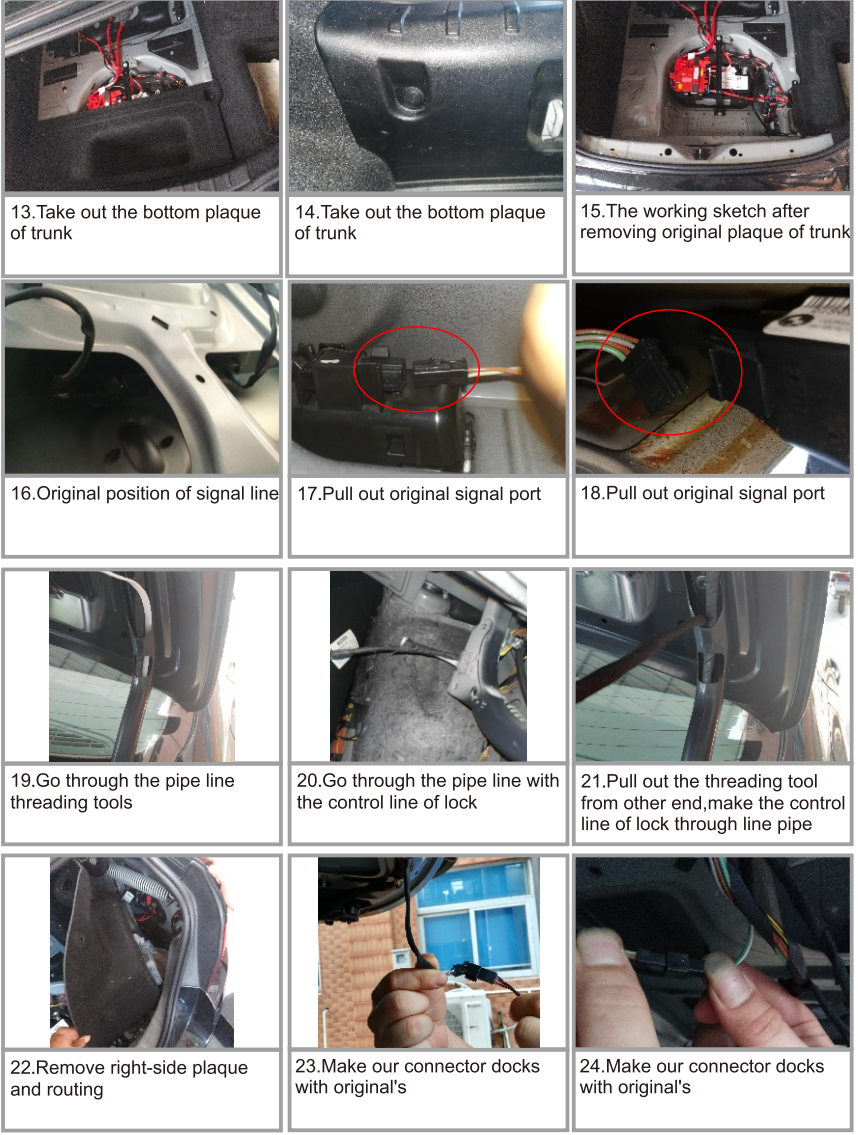 13.Take out the bottom plaque
of trunk
14.Take out the bottom plaque
of trunk
15.The working sketch after
removing original plaque of trunk
16.Original position of signal line
17.Pull out original signal port
18.Pull out original signal port
19.Go through the pipe line
threading tools
20.Go through the pipe line with
the control line of lock
21.Pull out the threading tool
from other end,make the control
line of lock through line pipe
22.Remove right-side plaque
and routing
23.Make our connector docks
with original's
24.Make our connector docks
with original's